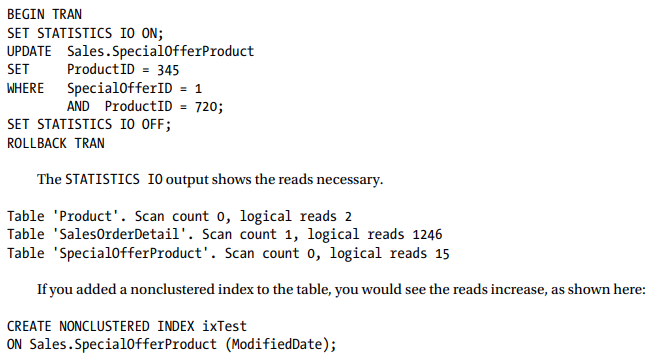 BEGIN TRAN
SET STATISTICS IO ON;
UPDATE Sales.SpecialOfferProduct
SET ProductID = 345
WHERE SpecialOfferID = 1
AND ProductID = 720;
SET STATISTICS IO OFF;
ROLLBACK TRAN
The STATISTICS IO output shows the reads necessary.
Table 'Product'. Scan count 0, logical reads 2
Table 'SalesOrderDetail'. Scan count 1, logical reads 1246
Table 'SpecialOfferProduct'. Scan count 0, logical reads 15
If you added a nonclustered index to the table, you would see the reads increase, as shown here:
CREATE NONCLUSTERED INDEX ixTest
ON Sales.SpecialOfferProduct (ModifiedDate);